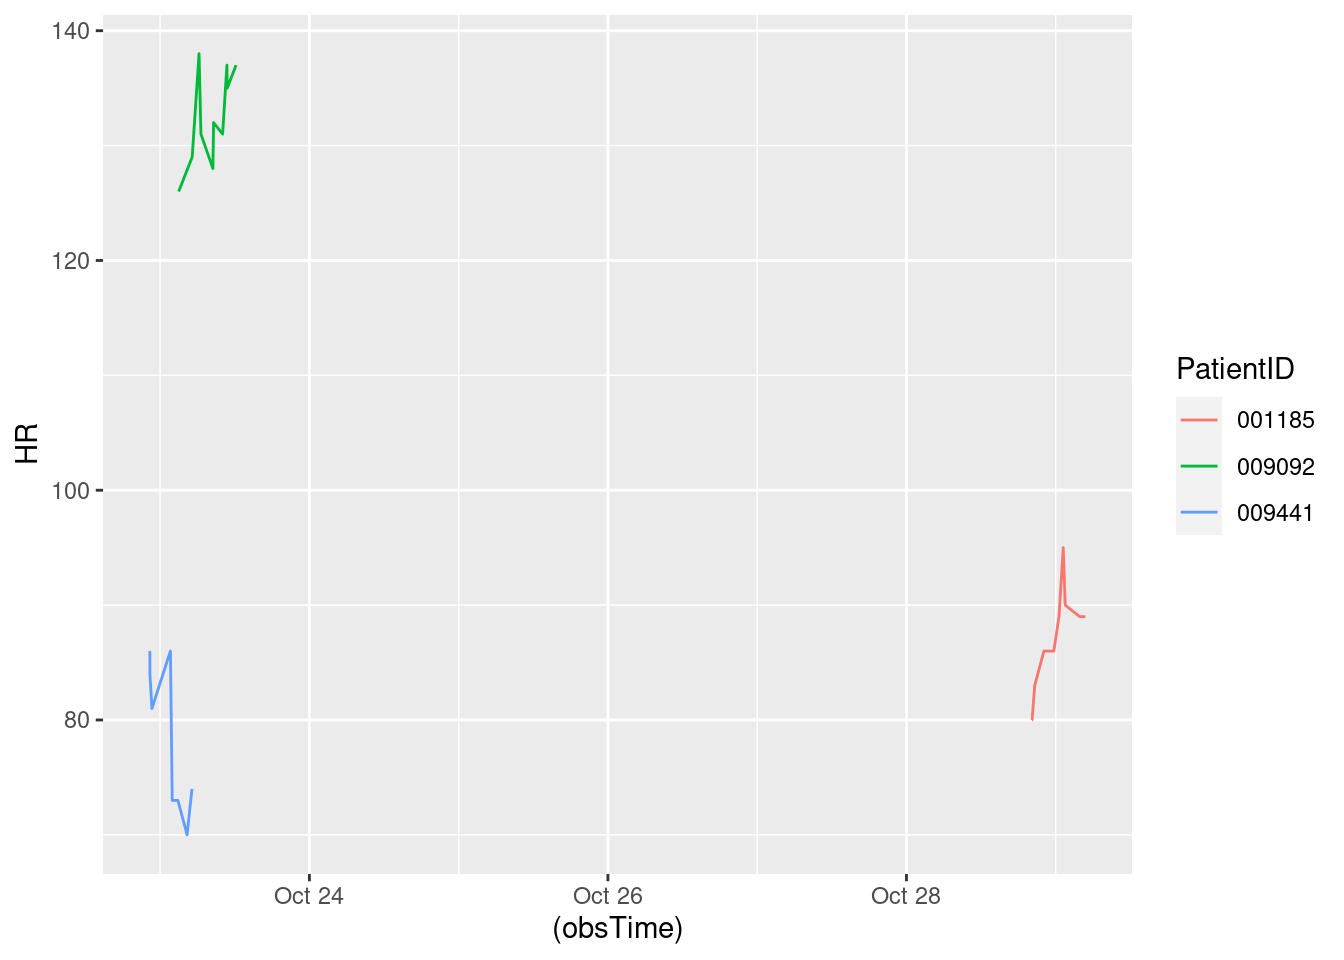 140
120
100
80
HR
Oct 24
Oct 26
Oct 28
(obsTime)
PatientID
001185
009092
009441